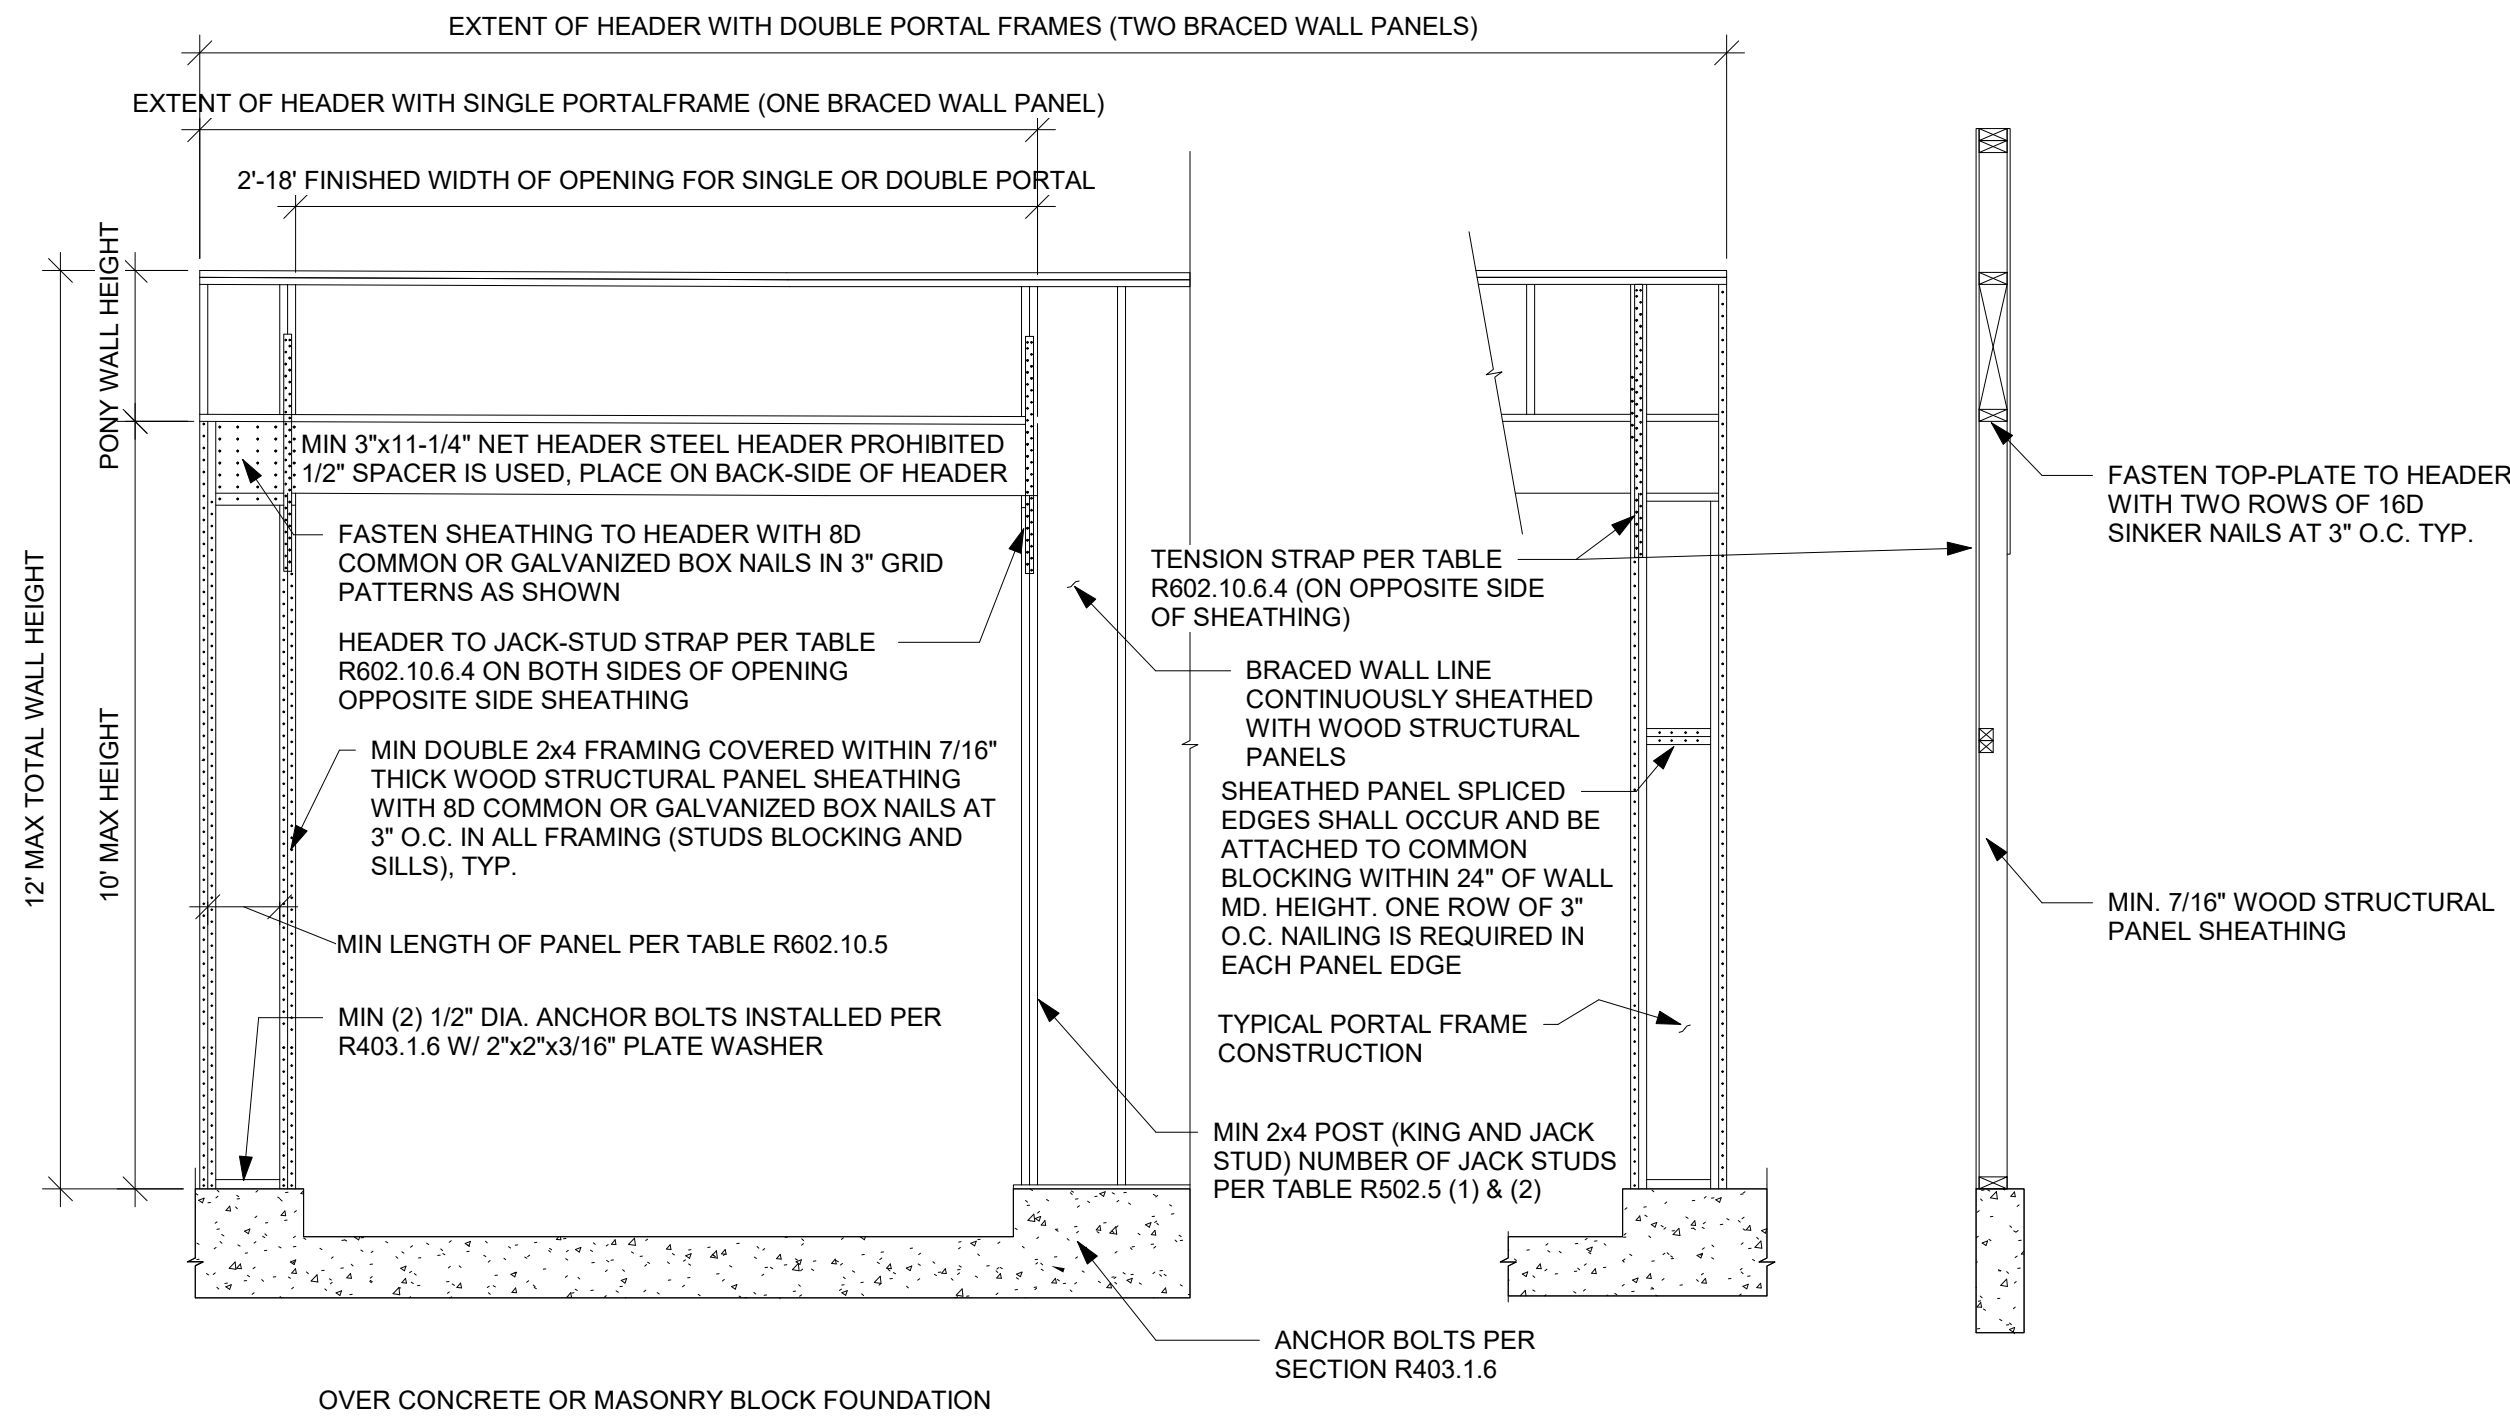 EXTENT OF HEADER WITH DOUBLE PORTAL FRAMES (TWO BRACED WALL PANELS)
EXTENT OF HEADER WITH SINGLE PORTALFRAME (ONE BRACED WALL PANEL)
2'-18' FINISHED WIDTH OF OPENING FOR SINGLE OR DOUBLE PORTAL
PONY WALL HEIGHT
12' MAX TOTAL WALL HEIGHT
10' MAX HEIGHT
MIN 3"x11-1/4" NET HEADER STEEL HEADER PROHIBITED
1/2" SPACER IS USED, PLACE ON BACK-SIDE OF HEADER
FASTEN SHEATHING TO HEADER WITH 8D
COMMON OR GALVANIZED BOX NAILS IN 3" GRID
PATTERNS AS SHOWN
HEADER TO JACK-STUD STRAP PER TABLE
R602.10.6.4 ON BOTH SIDES OF OPENING
OPPOSITE SIDE SHEATHING
MIN DOUBLE 2x4 FRAMING COVERED WITHIN 7/16"
THICK WOOD STRUCTURAL PANEL SHEATHING
WITH 8D COMMON OR GALVANIZED BOX NAILS AT
3" O.C. IN ALL FRAMING (STUDS BLOCKING AND
SILLS), TYP.
MIN LENGTH OF PANEL PER TABLE R602.10.5
MIN (2) 1/2" DIA. ANCHOR BOLTS INSTALLED PER
R403.1.6 W/ 2"x2"x3/16" PLATE WASHER
TENSION STRAP PER TABLE
R602.10.6.4 (ON OPPOSITE SIDE
OF SHEATHING)
BRACED WALL LINE
CONTINUOUSLY SHEATHED
WITH WOOD STRUCTURAL
PANELS
SHEATHED PANEL SPLICED
EDGES SHALL OCCUR AND BE
ATTACHED TO COMMON
BLOCKING WITHIN 24" OF WALL
MD. HEIGHT. ONE ROW OF 3"
O.C. NAILING IS REQUIRED IN
EACH PANEL EDGE
TYPICAL PORTAL FRAME
CONSTRUCTION
MIN 2x4 POST (KING AND JACK
STUD) NUMBER OF JACK STUDS
PER TABLE R502.5 (1) & (2)
ANCHOR BOLTS PER
SECTION R403.1.6
FASTEN TOP-PLATE TO HEADER
WITH TWO ROWS OF 16D
SINKER NAILS AT 3" O.C. TYP.
MIN. 7/16" WOOD STRUCTURAL
PANEL SHEATHING
OVER CONCRETE OR MASONRY BLOCK FOUNDATION